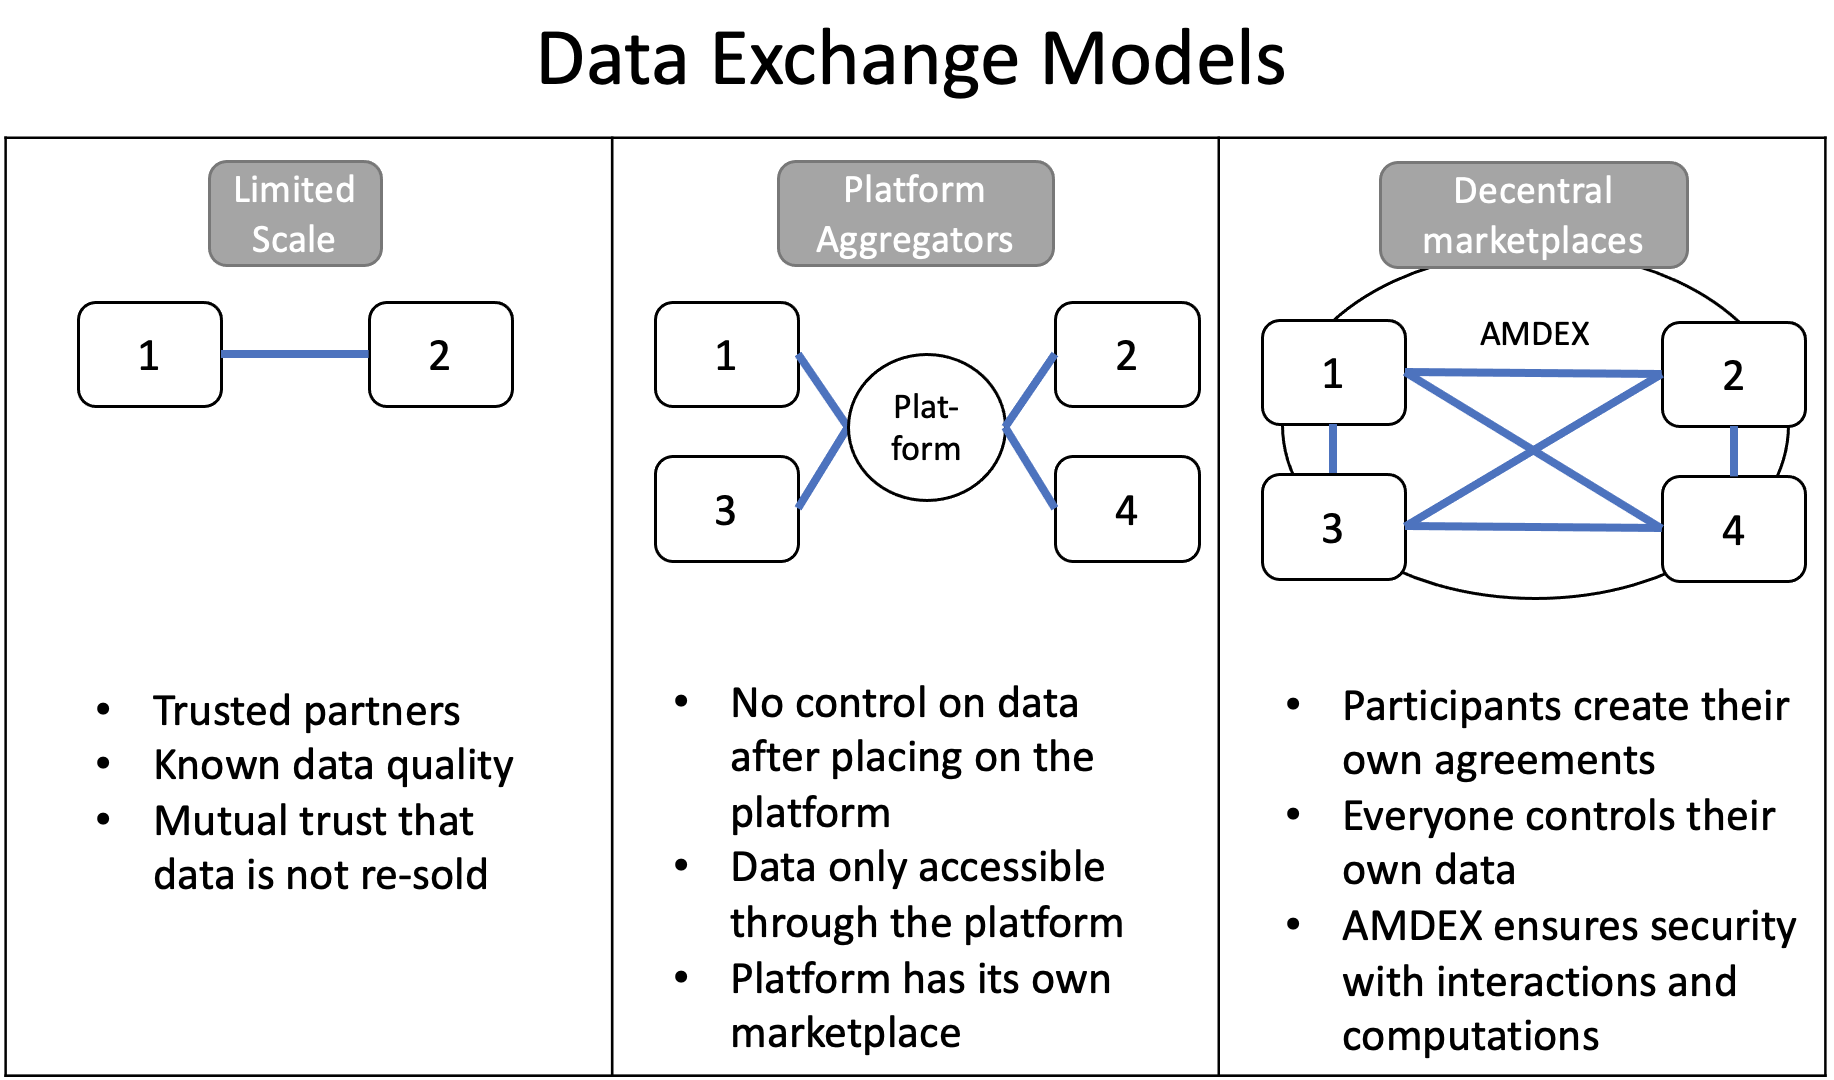 Data Exchange Models
Limited
Scale
1
2
• Trusted partners
• Known data quality
• Mutual trust that
data is not re-sold
Platform
Aggregators
1
2
Plat-
form
3
4
• No control on data
after placing on the
platform
• Data only accessible
through the platform
• Platform has its own
marketplace
Decentral
marketplaces
AMDEX
1
2
3
4
• Participants create their
own agreements
• Everyone controls their
own data
• AMDEX ensures security
with interactions and
computations